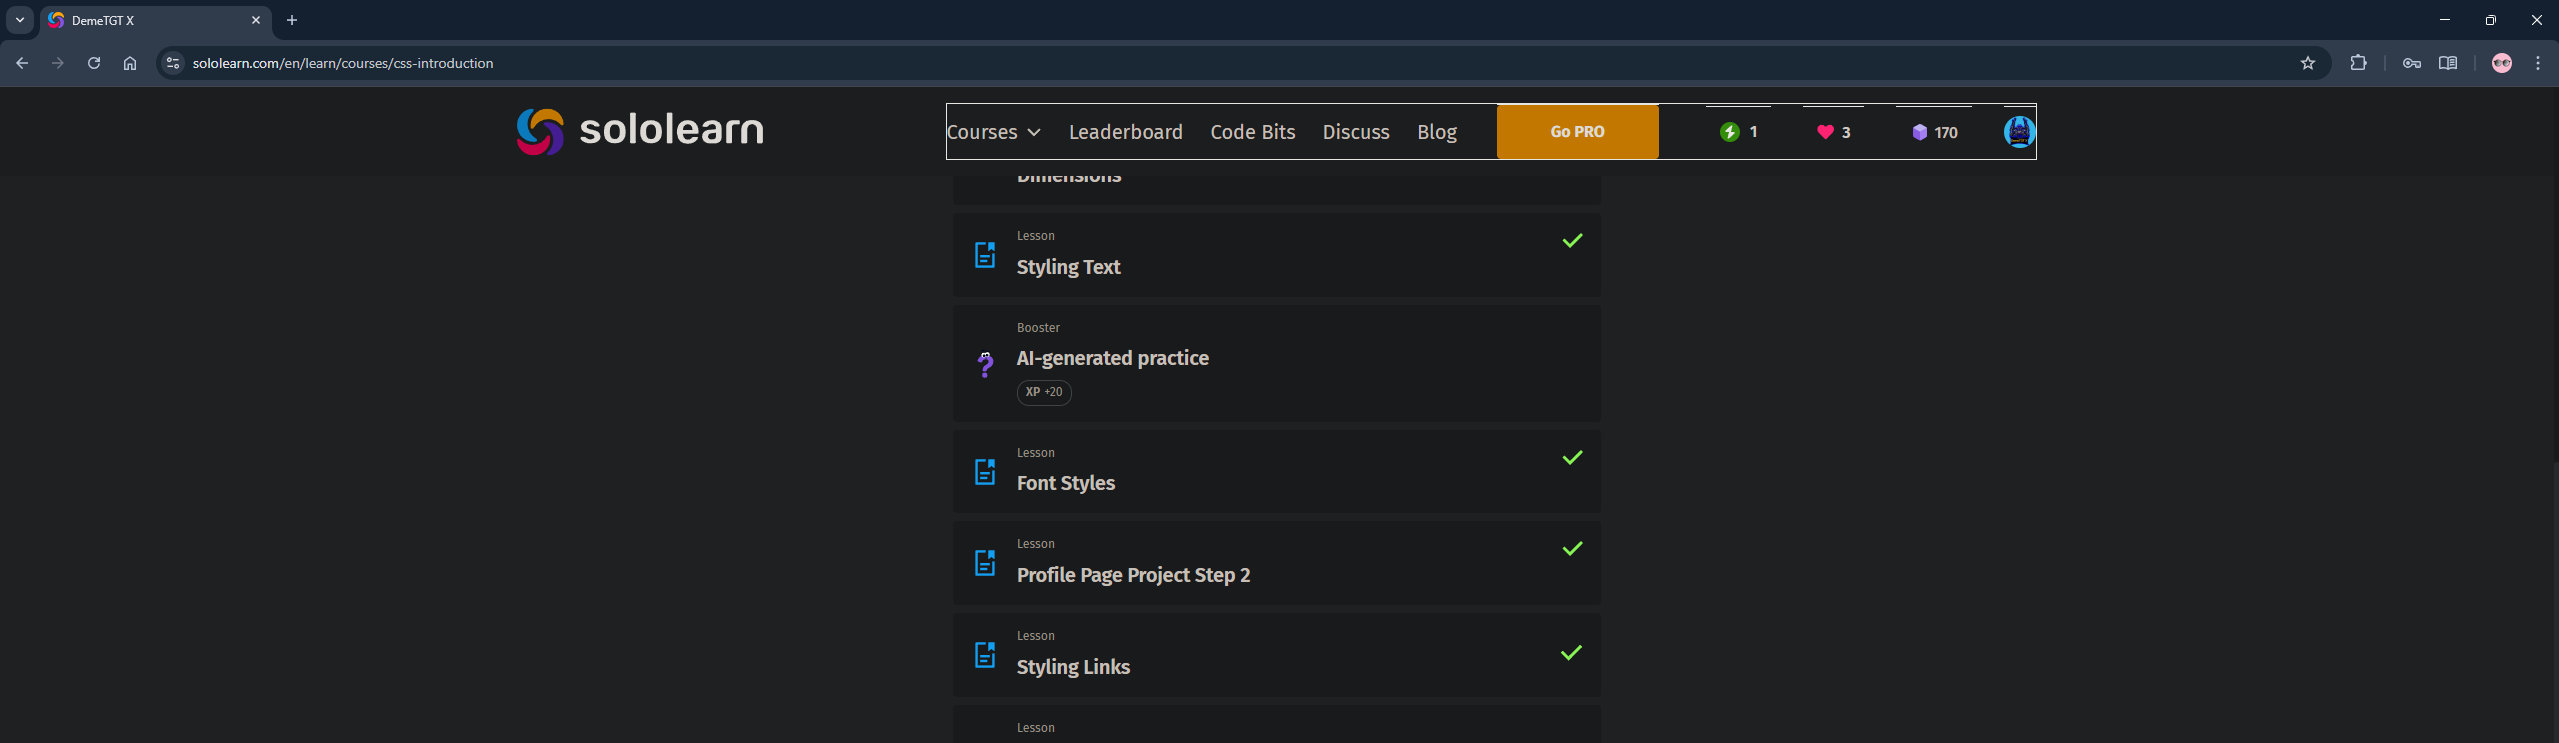 DemeTGT X
sololearn.com/en/learn/courses/css-introduction
sololearn
Courses Leaderboard Code Bits Discuss Blog Go PRO 1 3 170
Dimensions
Lesson
Styling Text
Booster
AI-generated practice
XP +20
Lesson
Font Styles
Lesson
Profile Page Project Step 2
Lesson
Styling Links
Lesson